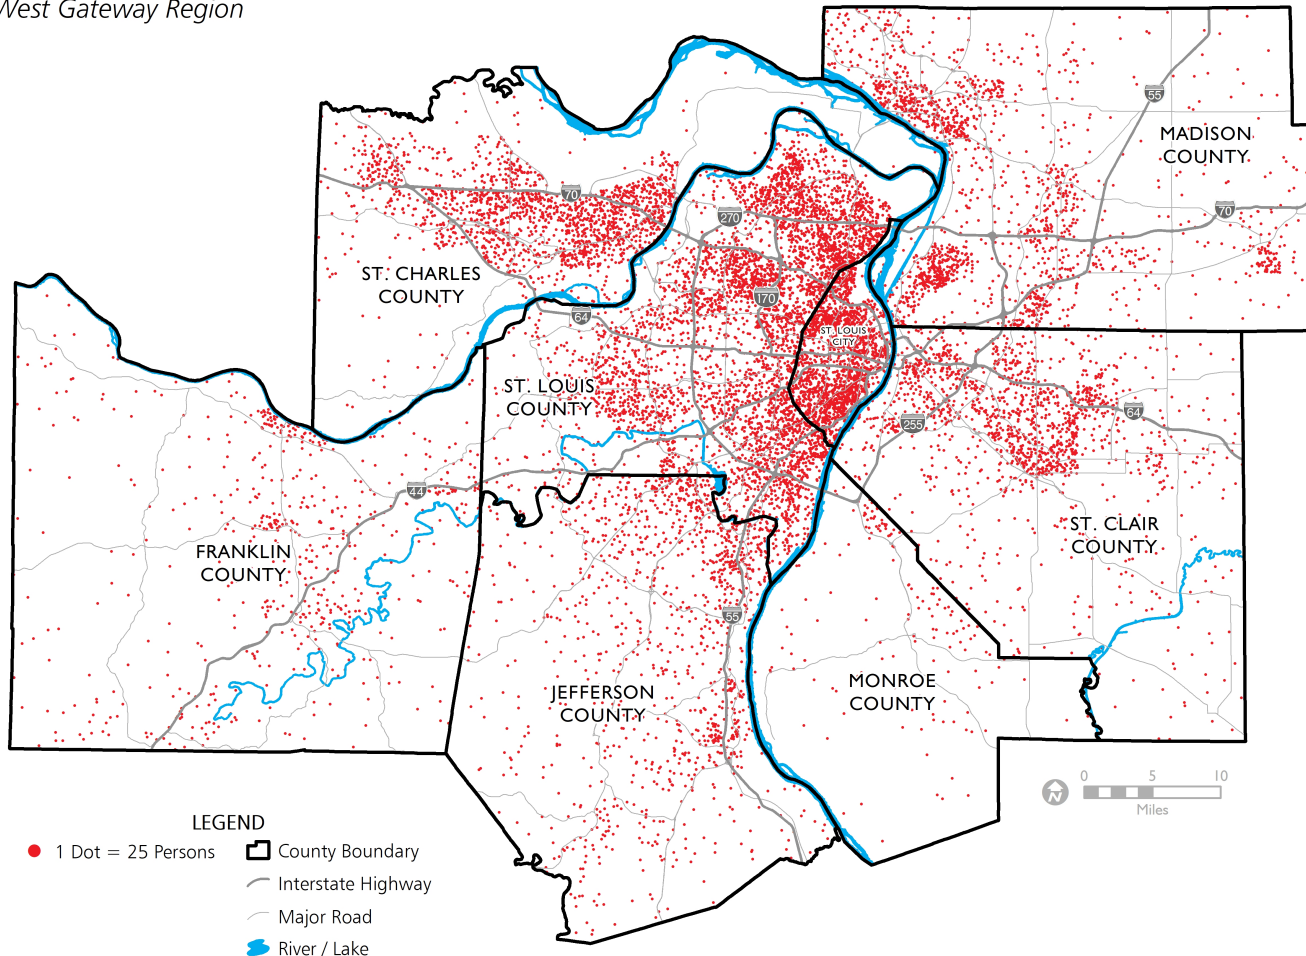 West Gateway Region
55
MADISON
COUNTY
70
70
270
ST. CHARLES
COUNTY
170
64
ST. LOUIS
CITY
ST. LOUIS
COUNTY
64
255
44
ST. CLAIR
COUNTY
FRANKLIN
COUNTY
55
JEFFERSON
COUNTY
MONROE
COUNTY
0 5 10
Miles
N
LEGEND
1 Dot = 25 Persons
County Boundary
Interstate Highway
Major Road
River / Lake